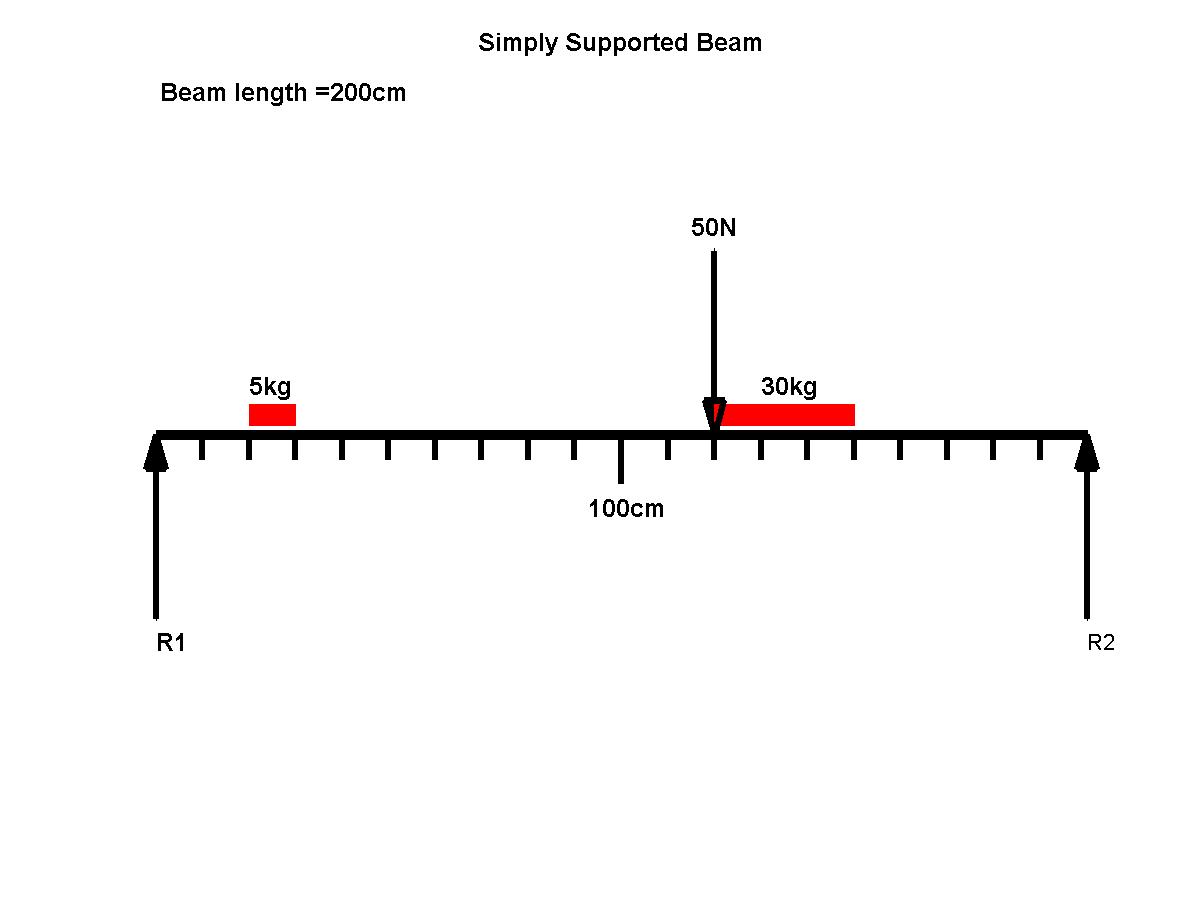 Simply Supported Beam
Beam length =200cm
50N
5kg
30kg
100cm
R1
R2